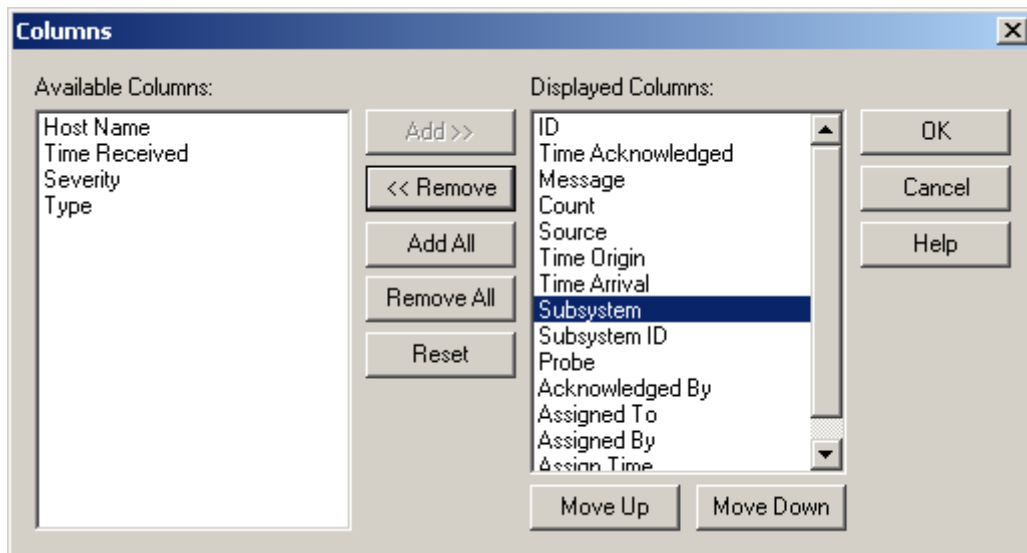 Columns
Available Columns:
Host Name
Time Received
Severity
Type
Add >>
<< Remove
Add All
Remove All
Reset
Displayed Columns:
ID
Time Acknowledged
Message
Count
Source
Time Origin
Time Arrival
Subsystem
Subsystem ID
Probe
Acknowledged By
Assigned To
Assigned By
Assign Time
Move Up
Move Down
OK
Cancel
Help